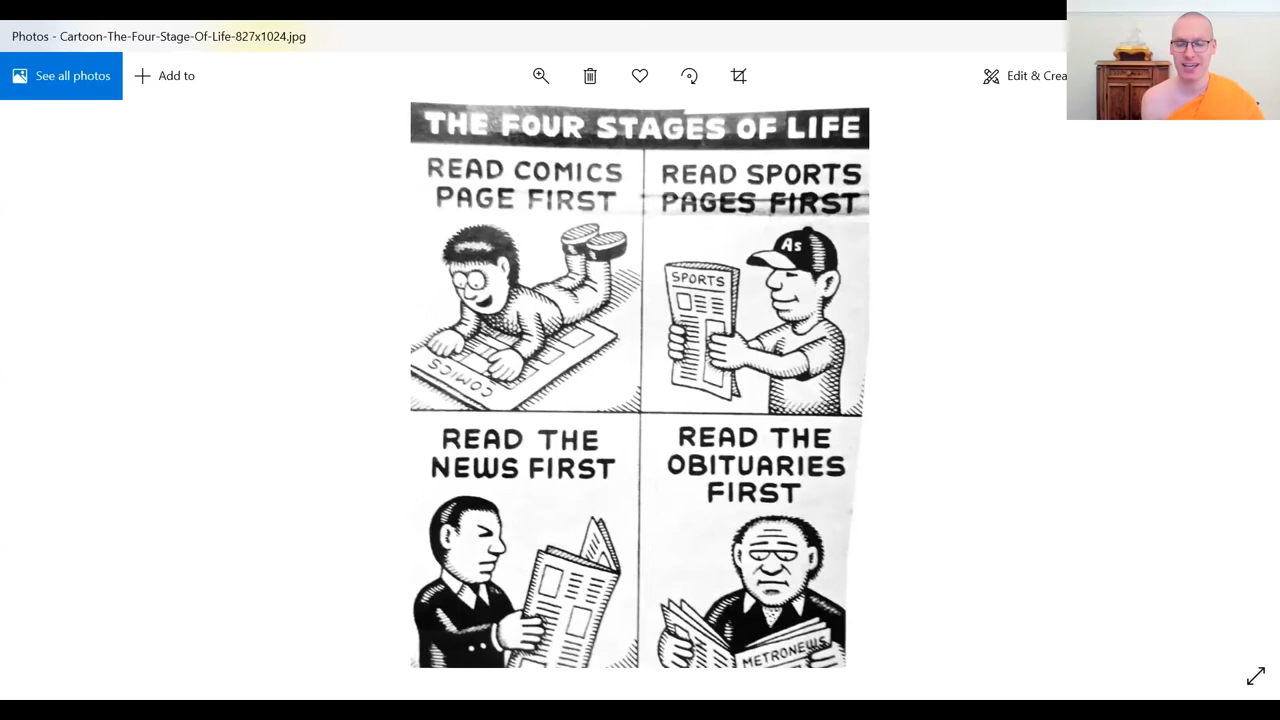 Photos - Cartoon-The-Four-Stage-Of-Life-827x1024.jpg
See all photos
Add to
Edit & Crea
THE FOUR STAGES OF LIFE
READ COMICS
PAGE FIRST
READ SPORTS
PAGES FIRST
As
SPORTS
COMICS
READ THE
NEWS FIRST
READ THE
OBITUARIES
FIRST
METRONEWS